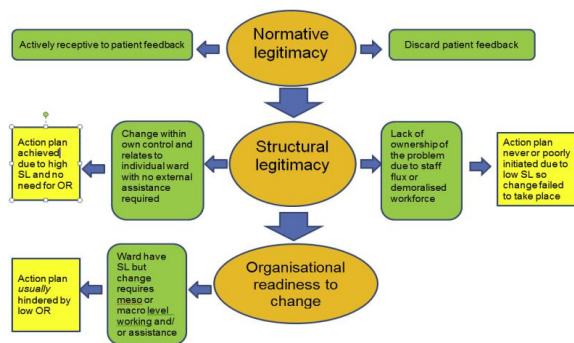 Normative
legitimacy
Actively receptive to patient feedback
Discard patient feedback
Structural
legitimacy
Change within
own control and
relates to
individual ward
with no external
assistance
required
Action plan
achieved
due to high
SL and no
need for OR
Lack of
ownership of
the problem
due to staff
flux or
demoralised
workforce
Action plan
never or poorly
initiated due to
low SL so
change failed
to take place
Organisational
readiness to
change
Ward have
SL but
change
requires
meso or
macro level
working and/
or assistance
Action plan
usually
hindered by
low OR